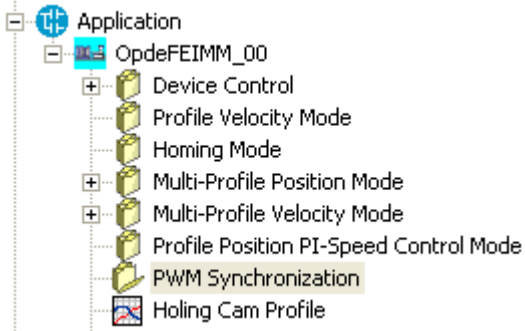 Application
OpdeFEIMM_00
Device Control
Profile Velocity Mode
Homing Mode
Multi-Profile Position Mode
Multi-Profile Velocity Mode
Profile Position PI-Speed Control Mode
PWM Synchronization
Holing Cam Profile